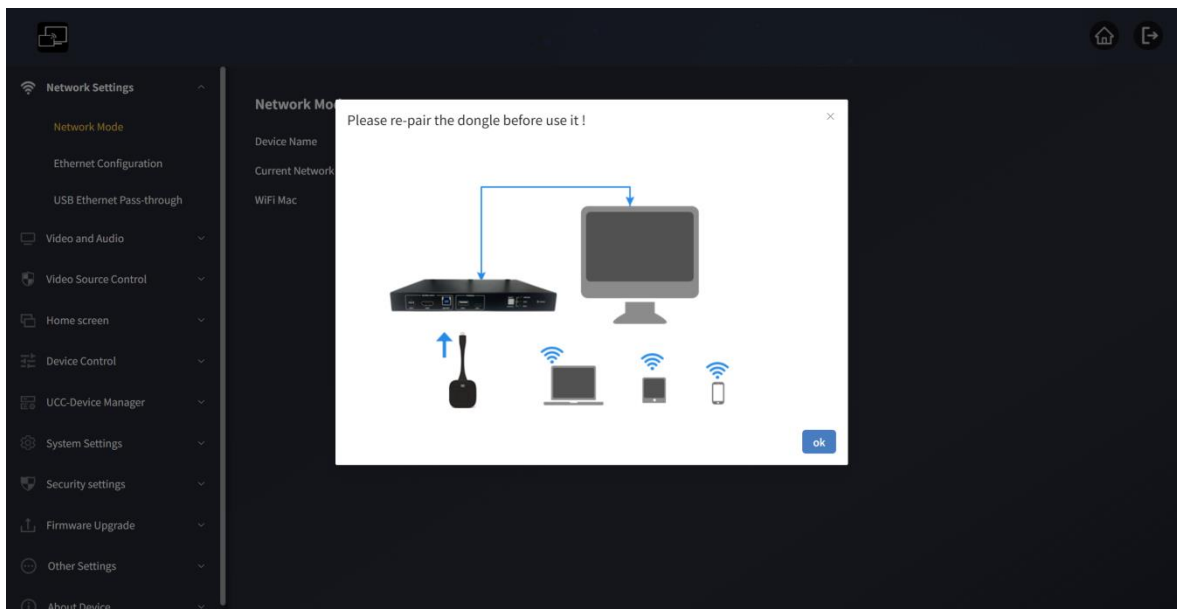 Network Settings
Network Mode
Ethernet Configuration
USB Ethernet Pass-through
Video and Audio
Video Source Control
Home screen
Device Control
UCC-Device Manager
System Settings
Security settings
Firmware Upgrade
Other Settings
About Device
Network Mo
Device Name
Current Network
WiFi Mac
Please re-pair the dongle before use it !
ok